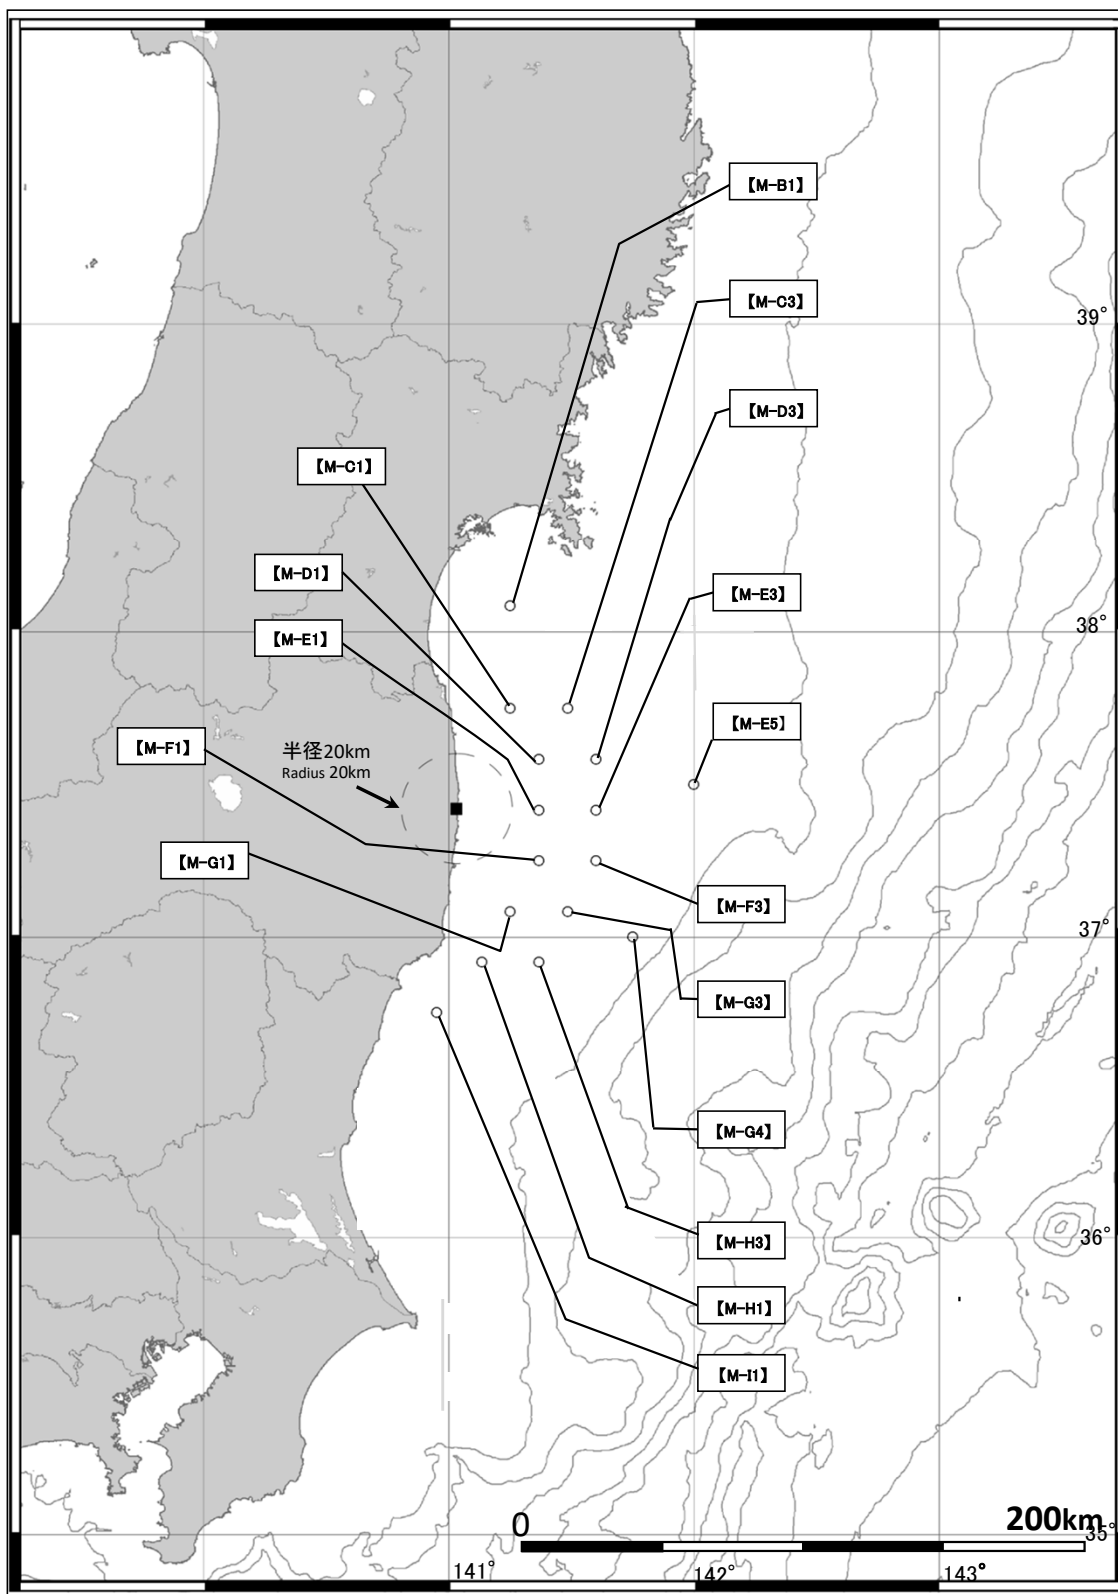 【M-B1】
【M-C3】
39°
【M-D3】
【M-C1】
【M-D1】
【M-E3】
【M-E1】
38°
【M-E5】
【M-F1】
半径20km
Radius 20km
【M-G1】
【M-F3】
37°
【M-G3】
【M-G4】
【M-H3】
36°
【M-H1】
【M-I1】
0
200km
35°
141°
142°
143°